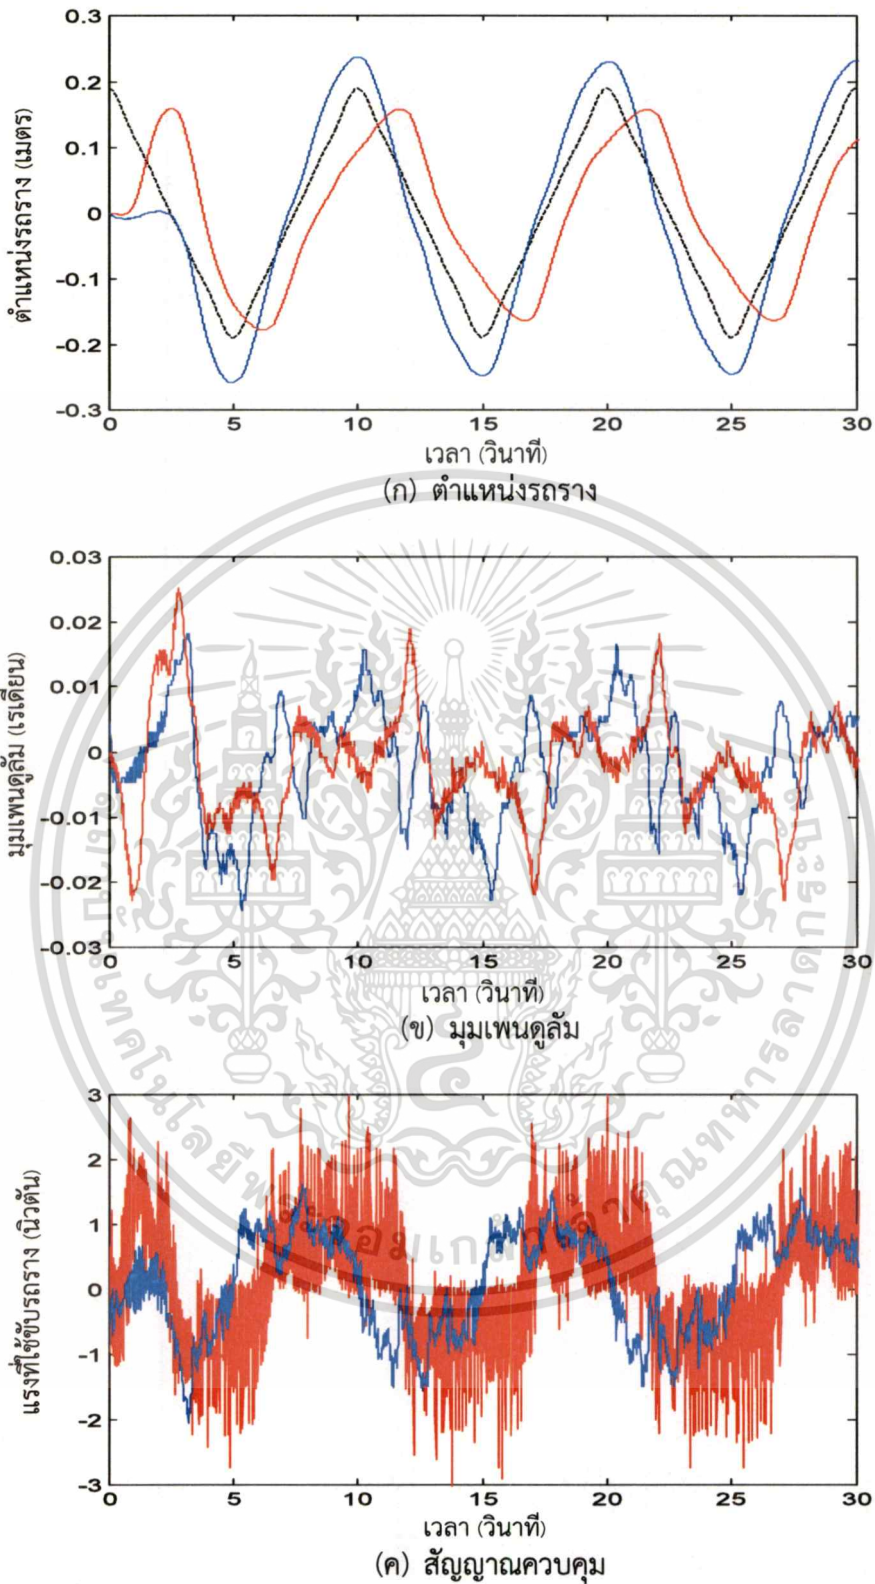 0.3
0.2
0.1
0
-0.1
-0.2
-0.3
ตำแหน่งรถราง (เมตร)
0 5 10 15 20 25 30
เวลา (วินาที)
(ก) ตำแหน่งรถราง
0.03
0.02
0.01
0
-0.01
-0.02
-0.03
มุมเพนดูลัม (เรเดียน)
0 5 10 15 20 25 30
เวลา (วินาที)
(ข) มุมเพนดูลัม
3
2
1
0
-1
-2
-3
แรงที่ใช้ขับรถราง (นิวตัน)
0 5 10 15 20 25 30
เวลา (วินาที)
(ค) สัญญาณควบคุม